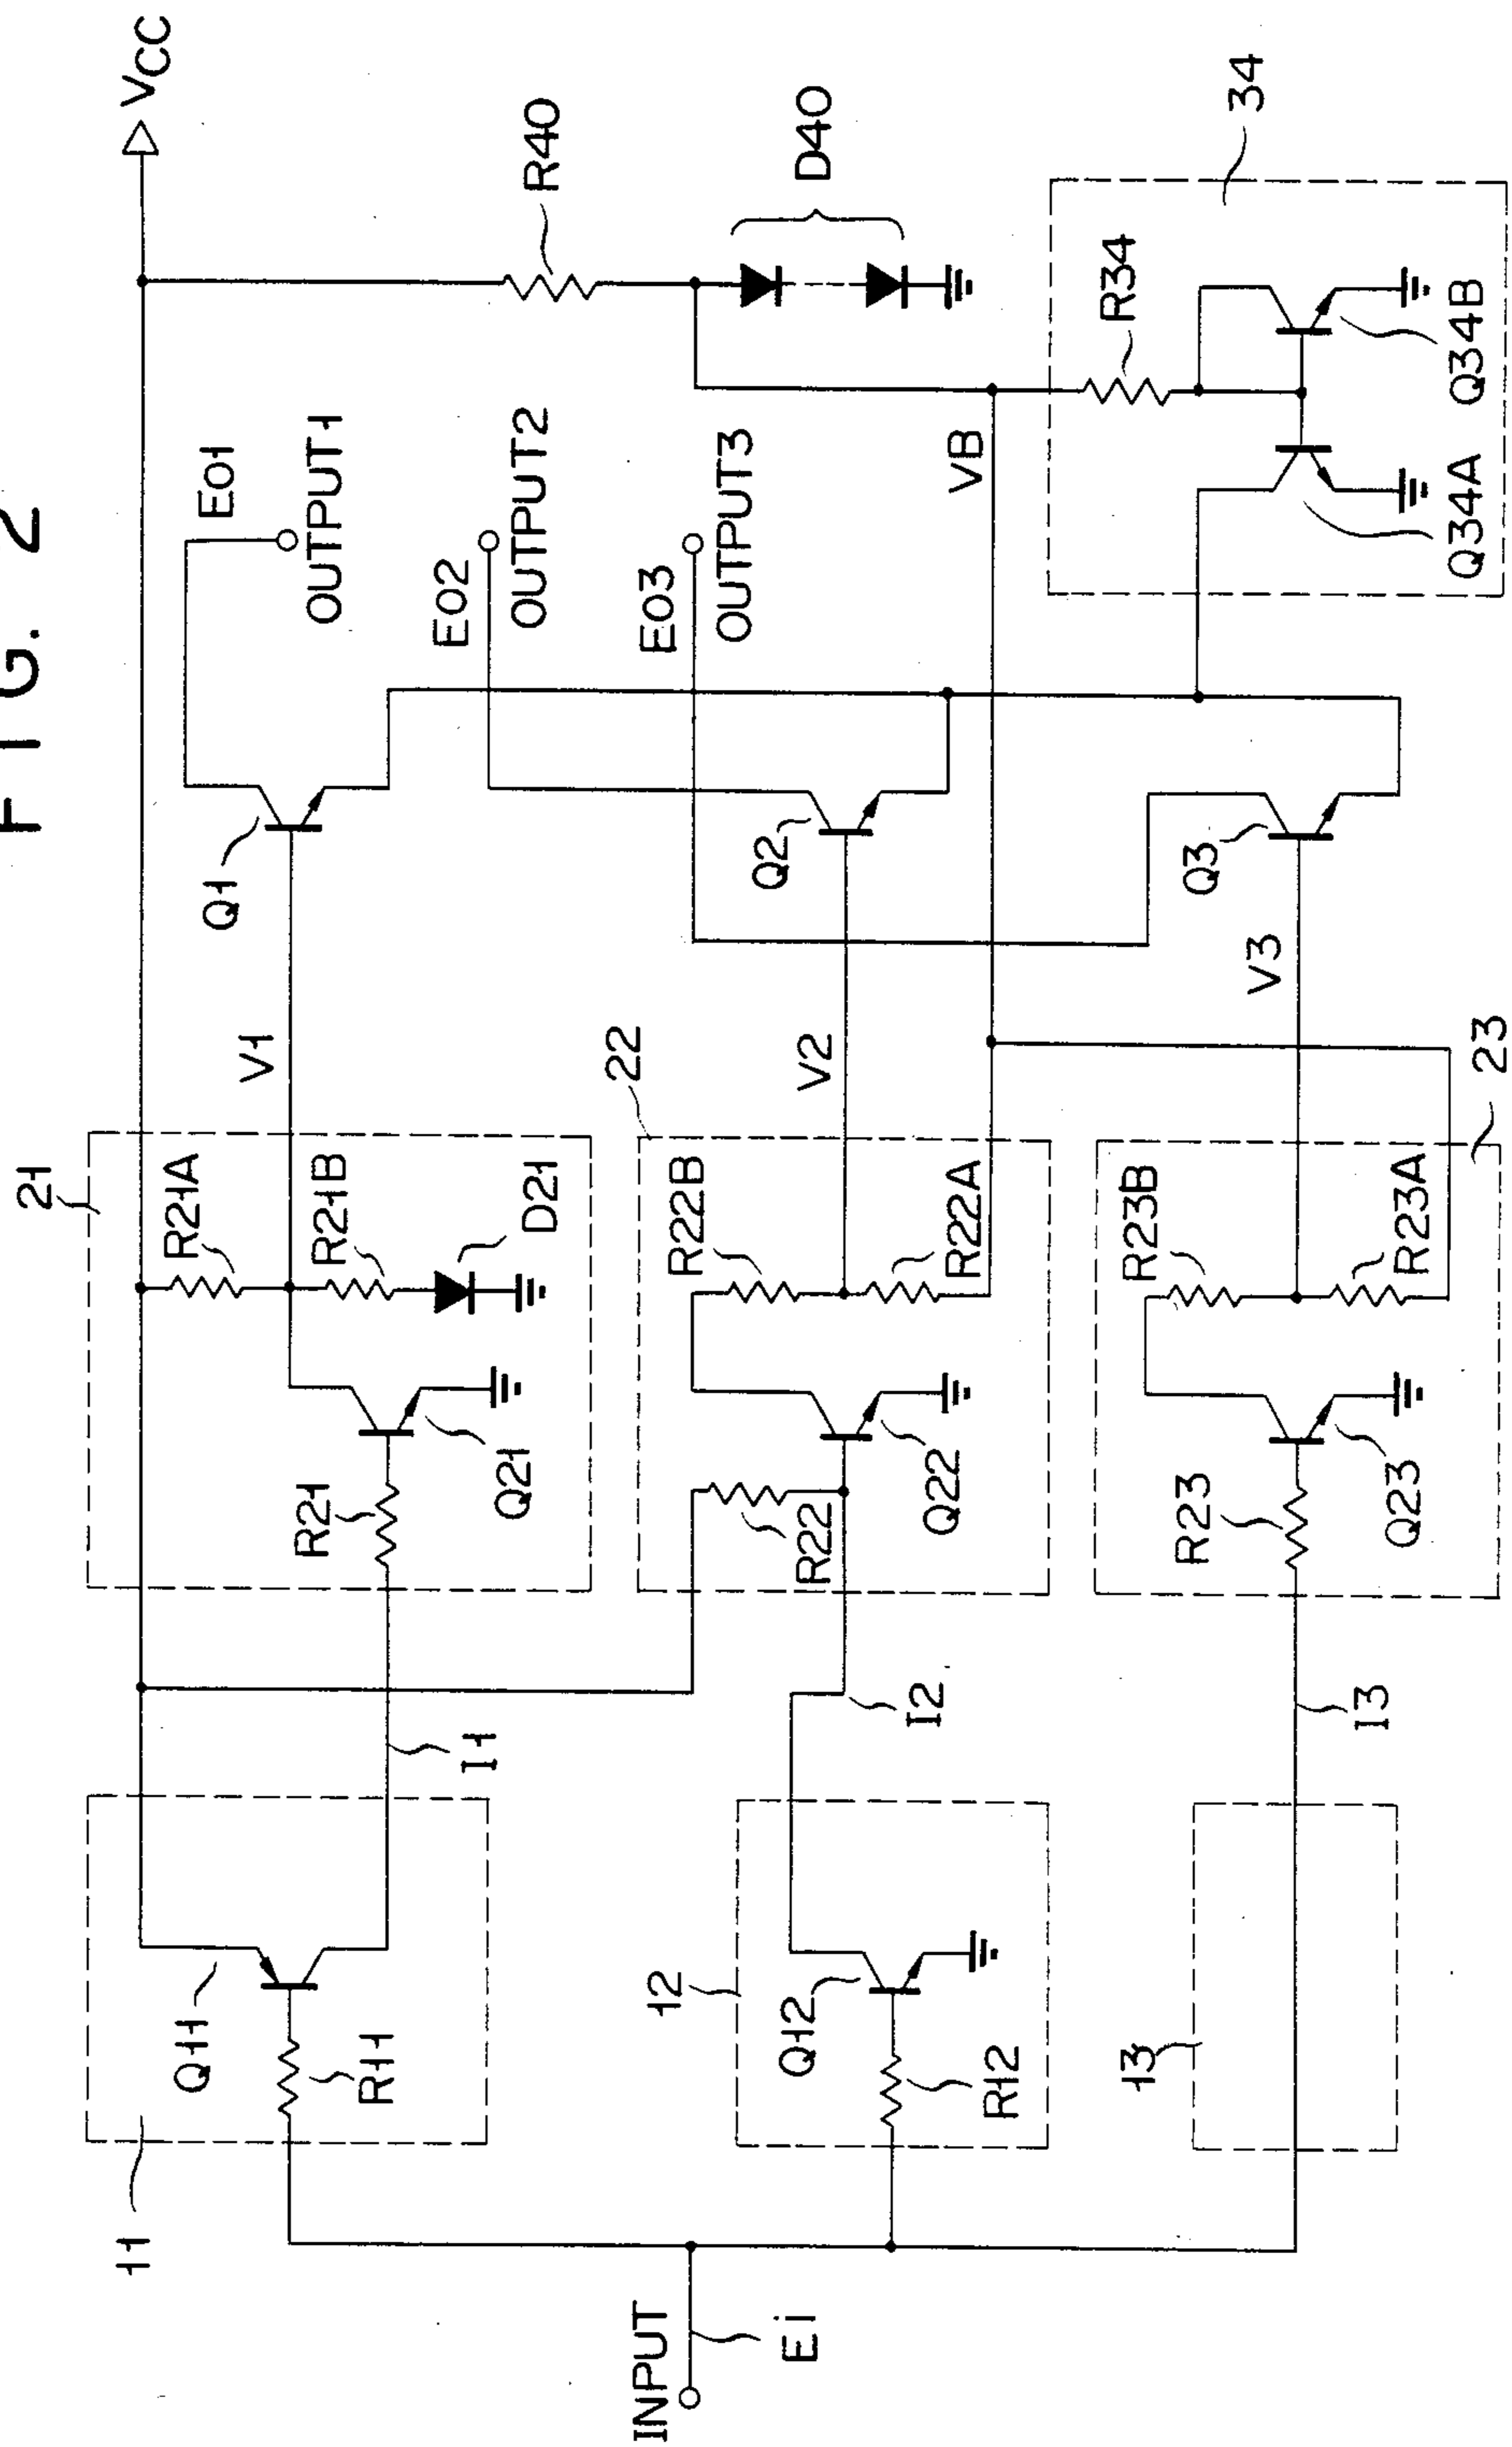 FIG. 2
VCC
E01
OUTPUT1
E02
OUTPUT2
E03
OUTPUT3
R40
D40
VB
R34
34
Q34A
Q34B
Q1
Q2
Q3
V1
V2
V3
21
R21A
R21B
D21
R21
Q21
22
R22B
R22A
R22
Q22
23
R23B
R23A
R23
Q23
I1
I2
I3
11
Q11
R11
12
Q12
R12
13
INPUT
Ei